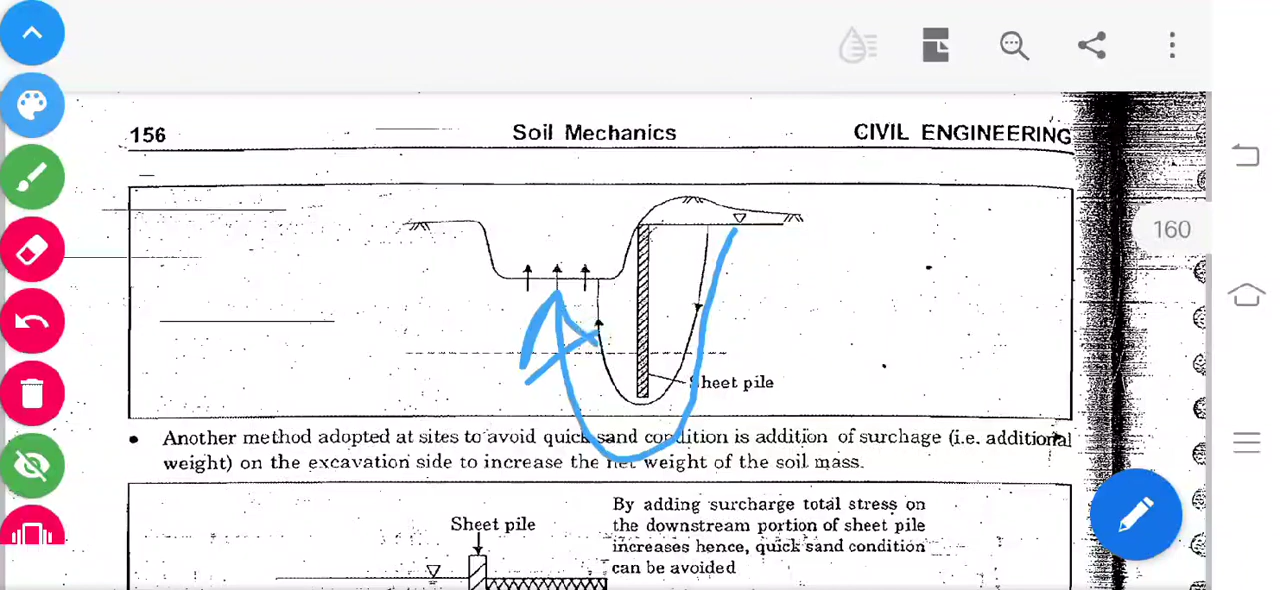 156 Soil Mechanics CIVIL ENGINEERING
160
Sheet pile
• Another method adopted at sites to avoid quick sand condition is addition of surchage (i.e. additional
weight) on the excavation side to increase the net weight of the soil mass.
By adding surcharge total stress on
Sheet pile
the downstream portion of sheet pile
increases hence, quick sand condition
can be avoided